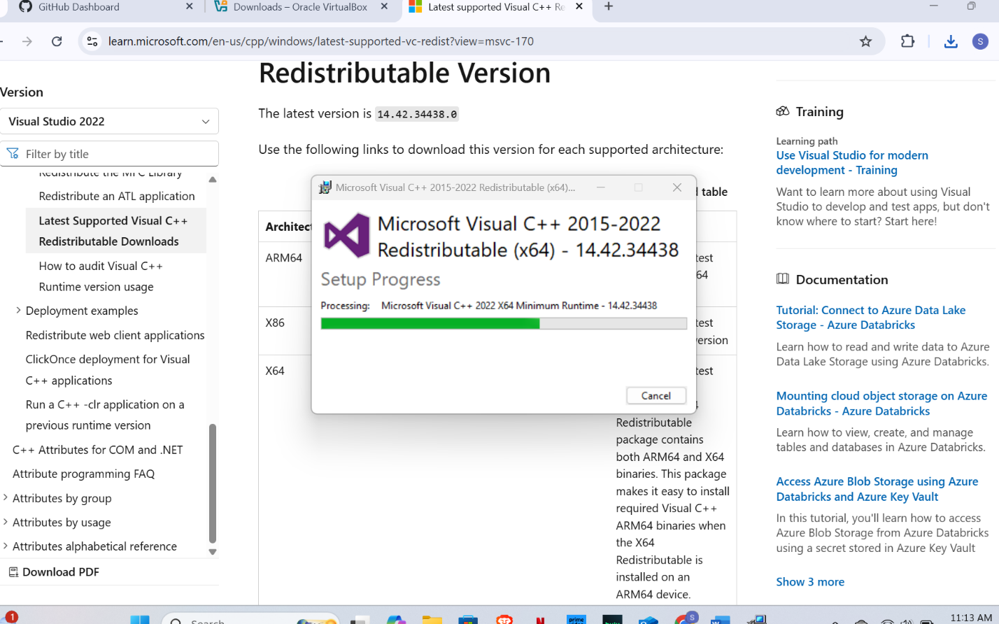 GitHub Dashboard
Downloads – Oracle VirtualBox
Latest supported Visual C++ Re
learn.microsoft.com/en-us/cpp/windows/latest-supported-vc-redist?view=msvc-170
S
Version
Visual Studio 2022
Filter by title
Redistribute the MFC Library
Redistribute an ATL application
Latest Supported Visual C++
Redistributable Downloads
How to audit Visual C++
Runtime version usage
Deployment examples
Redistribute web client applications
ClickOnce deployment for Visual
C++ applications
Run a C++ -clr application on a
previous runtime version
C++ Attributes for COM and .NET
Attribute programming FAQ
Attributes by group
Attributes by usage
Attributes alphabetical reference
Download PDF
Redistributable Version
The latest version is 14.42.34438.0
Use the following links to download this version for each supported architecture:
table
Architect
ARM64
test
64
X86
test
version
X64
test
4
Redistributable
package contains
both ARM64 and X64
binaries. This package
makes it easy to install
required Visual C++
ARM64 binaries when
the X64
Redistributable is
installed on an
ARM64 device.
Microsoft Visual C++ 2015-2022 Redistributable (x64)...
Microsoft Visual C++ 2015-2022
Redistributable (x64) - 14.42.34438
Setup Progress
Processing: Microsoft Visual C++ 2022 X64 Minimum Runtime - 14.42.34438
Cancel
Training
Learning path
Use Visual Studio for modern
development - Training
Want to learn more about using Visual
Studio to develop and test apps, but don't
know where to start? Start here!
Documentation
Tutorial: Connect to Azure Data Lake
Storage - Azure Databricks
Learn how to read and write data to Azure
Data Lake Storage using Azure Databricks.
Mounting cloud object storage on Azure
Databricks - Azure Databricks
Learn how to view, create, and manage
tables and databases in Azure Databricks.
Access Azure Blob Storage using Azure
Databricks and Azure Key Vault
In this tutorial, you'll learn how to access
Azure Blob Storage from Azure Databricks
using a secret stored in Azure Key Vault
Show 3 more
1
Search
prime
S
11:13 AM